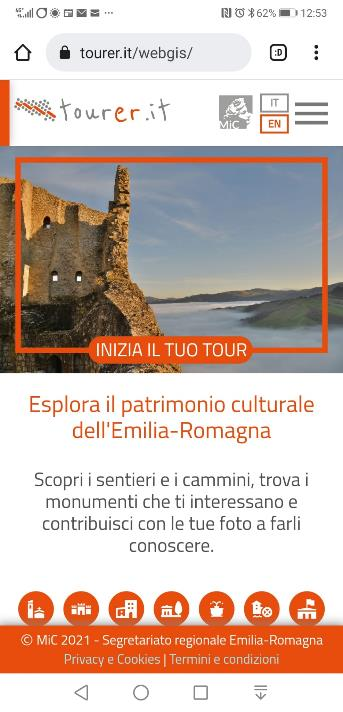 62% 12:53
tourer.it/webgis/ :D
tourer.it MiC IT
EN
INIZIA IL TUO TOUR
Esplora il patrimonio culturale
dell'Emilia-Romagna
Scopri i sentieri e i cammini, trova i
monumenti che ti interessano e
contribuisci con le tue foto a farli
conoscere.
© MiC 2021 - Segretariato regionale Emilia-Romagna
Privacy e Cookies | Termini e condizioni